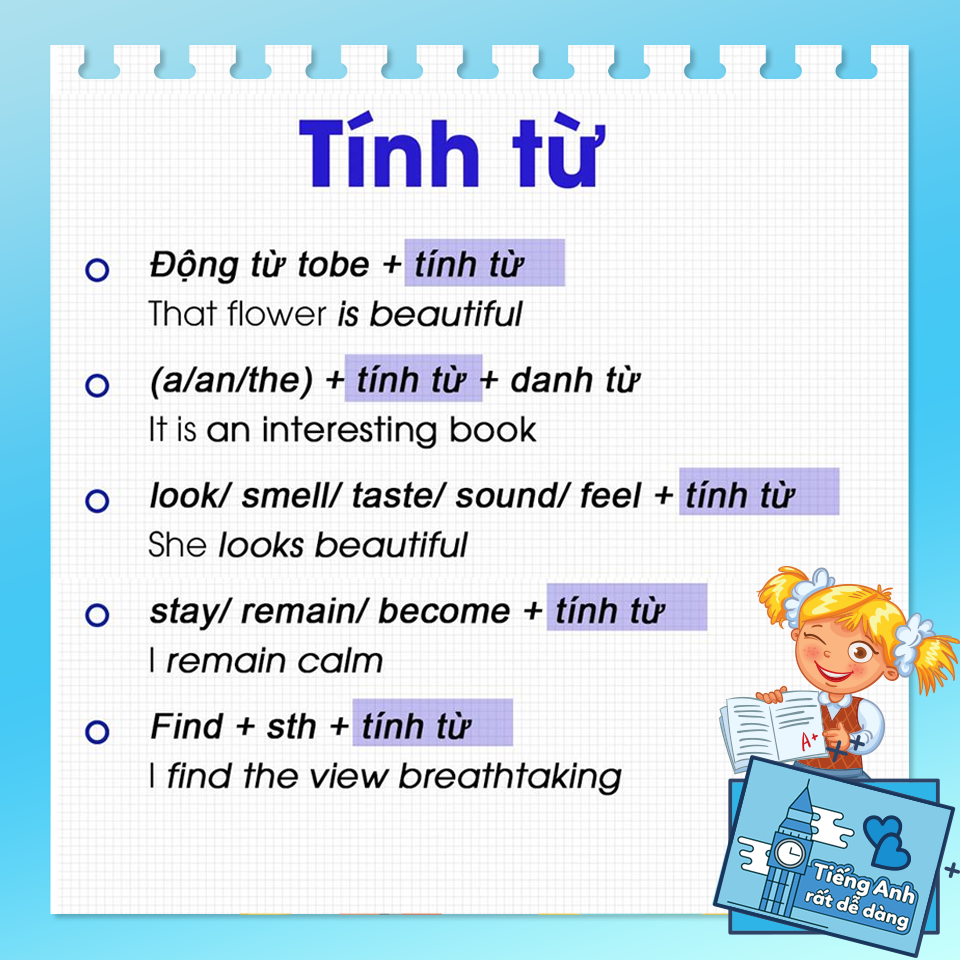 Tính từ
Động từ tobe + tính từ
That flower is beautiful
(a/an/the) + tính từ + danh từ
It is an interesting book
look/ smell/ taste/ sound/ feel + tính từ
She looks beautiful
stay/ remain/ become + tính từ
I remain calm
Find + sth + tính từ
I find the view breathtaking
A+
Tiếng Anh
rất dễ dàng